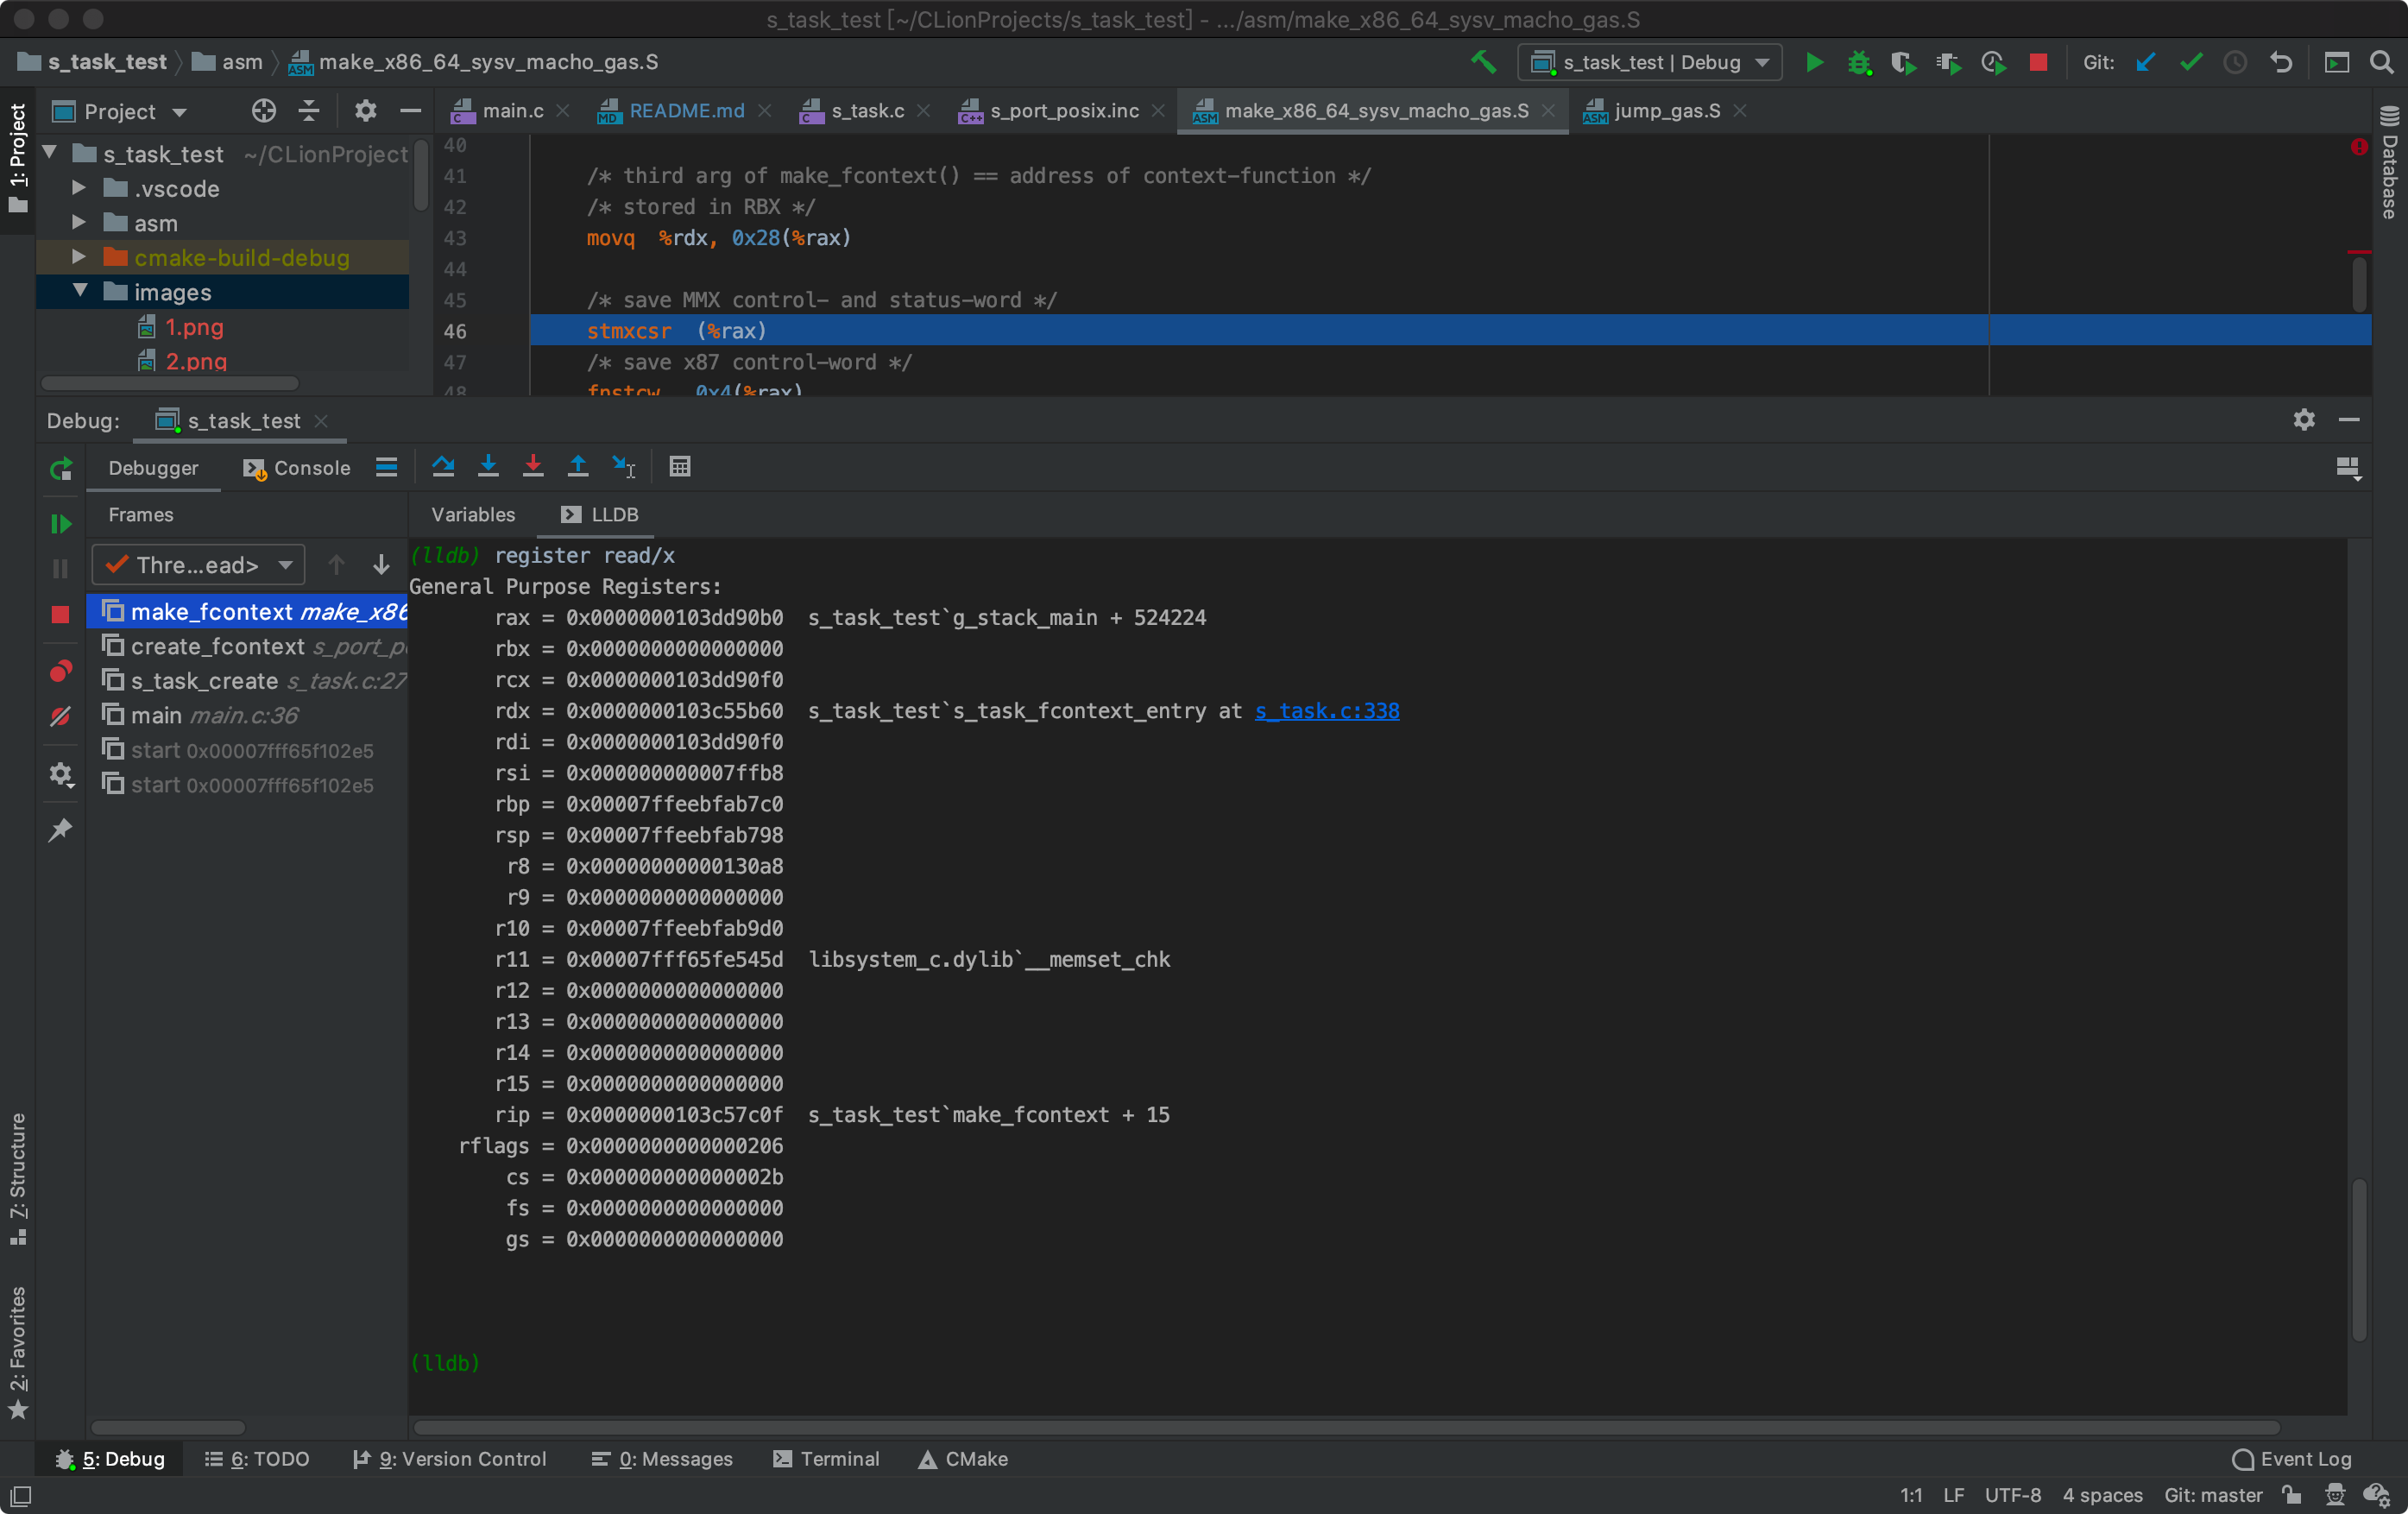 s_task_test [~/CLionProjects/s_task_test] - .../asm/make_x86_64_sysv_macho_gas.S
s_task_test asm make_x86_64_sysv_macho_gas.S s_task_test | Debug Git:
1: Project
Project
main.c README.md s_task.c s_port_posix.inc make_x86_64_sysv_macho_gas.S jump_gas.S
Database
s_task_test ~/CLionProject
.vscode
asm
cmake-build-debug
images
1.png
2.png
40
41 /* third arg of make_fcontext() == address of context-function */
42 /* stored in RBX */
43 movq %rdx, 0x28(%rax)
44
45 /* save MMX control- and status-word */
46 stmxcsr (%rax)
47 /* save x87 control-word */
48 fnstcw 0x4(%rax)
Debug: s_task_test
Debugger Console
Frames
Variables LLDB
Thre...ead>
make_fcontext make_x86
create_fcontext s_port_p
s_task_create s_task.c:27
main main.c:36
start 0x00007fff65f102e5
start 0x00007fff65f102e5
(lldb) register read/x
General Purpose Registers:
rax = 0x0000000103dd90b0 s_task_test`g_stack_main + 524224
rbx = 0x0000000000000000
rcx = 0x0000000103dd90f0
rdx = 0x0000000103c55b60 s_task_test`s_task_fcontext_entry at s_task.c:338
rdi = 0x0000000103dd90f0
rsi = 0x000000000007ffb8
rbp = 0x00007ffeebfab7c0
rsp = 0x00007ffeebfab798
r8 = 0x00000000000130a8
r9 = 0x0000000000000000
r10 = 0x00007ffeebfab9d0
r11 = 0x00007fff65fe545d libsystem_c.dylib`__memset_chk
r12 = 0x0000000000000000
r13 = 0x0000000000000000
r14 = 0x0000000000000000
r15 = 0x0000000000000000
rip = 0x0000000103c57c0f s_task_test`make_fcontext + 15
rflags = 0x0000000000000206
cs = 0x000000000000002b
fs = 0x0000000000000000
gs = 0x0000000000000000
(lldb)
7: Structure
2: Favorites
5: Debug 6: TODO 9: Version Control 0: Messages Terminal CMake Event Log
1:1 LF UTF-8 4 spaces Git: master